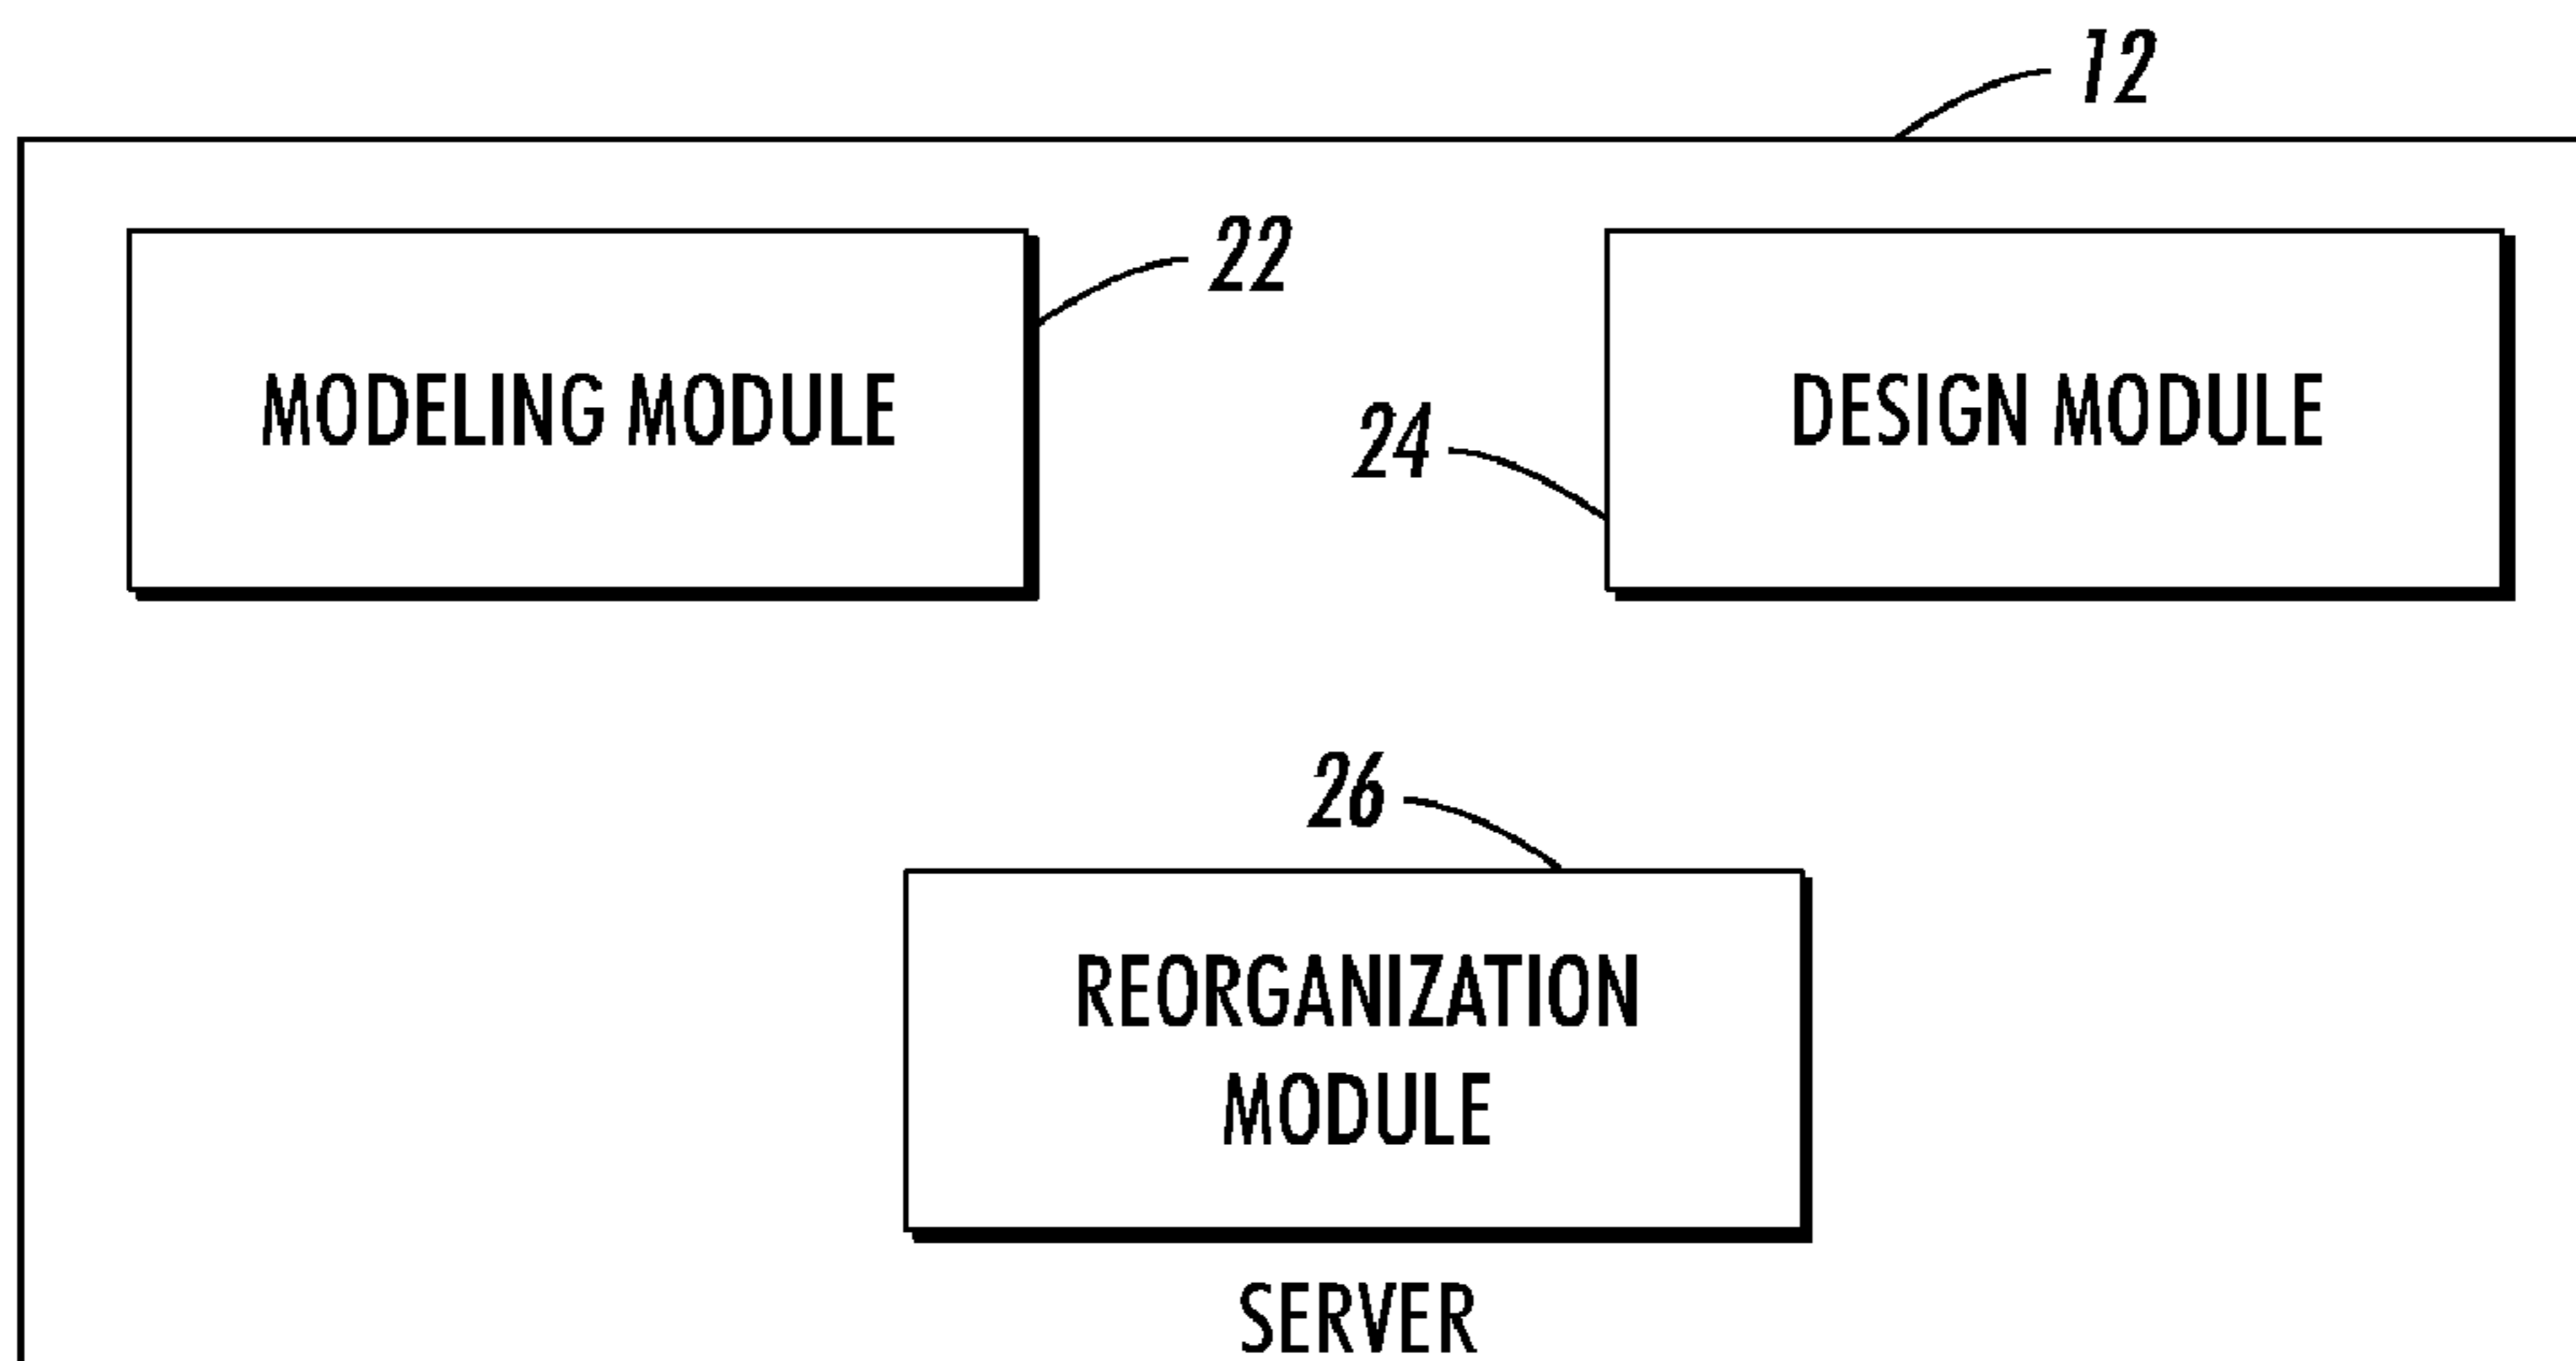 12
22
MODELING MODULE
24
DESIGN MODULE
26
REORGANIZATION
MODULE
SERVER